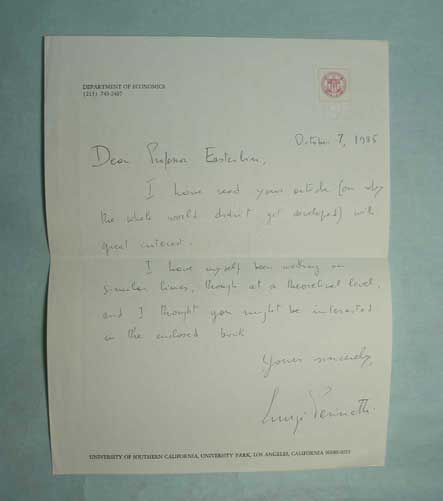 DEPARTMENT OF ECONOMICS
(213) 743-2487
October 7, 1985
Dear Professor Easterlin,
I have read your article (on why
the whole world didn't get developed) with
great interest.
I have myself been working on
similar lines, though at a theoretical level,
and I thought you might be interested
in the enclosed book
Yours sincerely,
Luigi Pasinetti
UNIVERSITY OF SOUTHERN CALIFORNIA, UNIVERSITY PARK, LOS ANGELES, CALIFORNIA